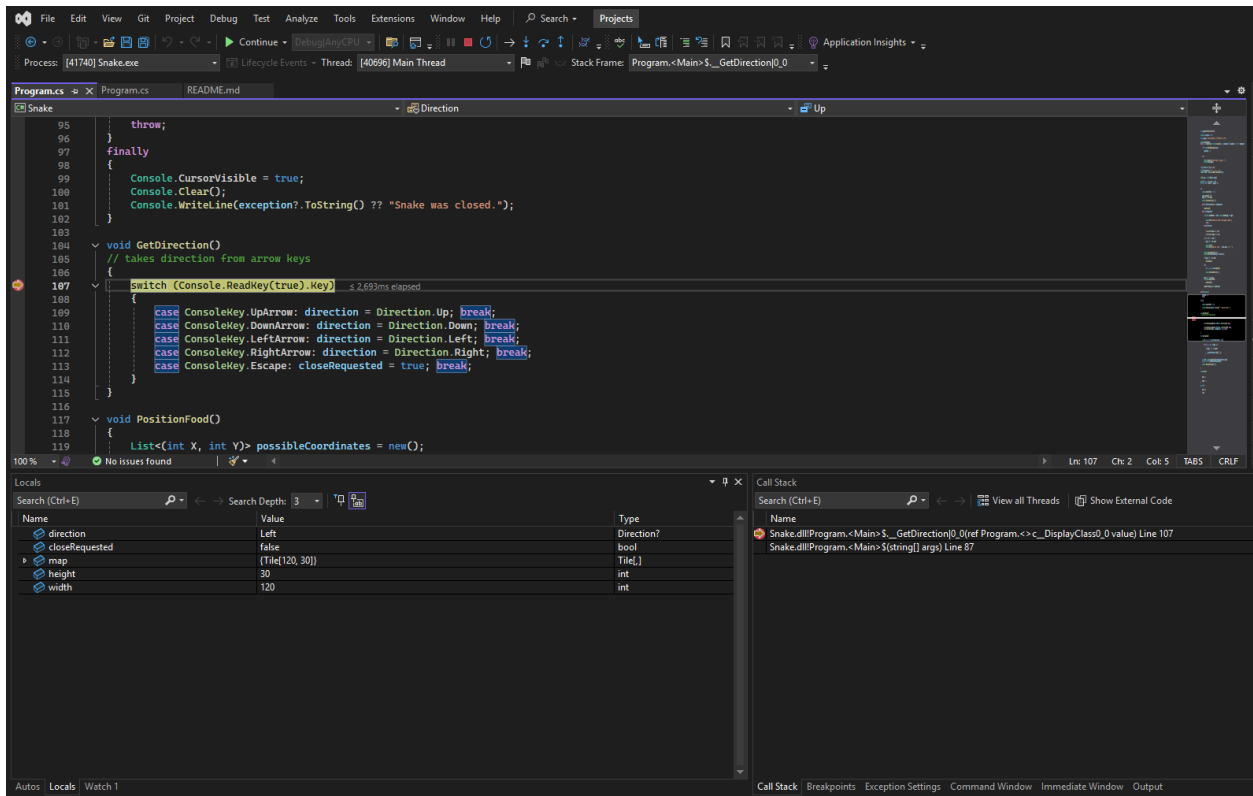 File Edit View Git Project Debug Test Analyze Tools Extensions Window Help Search Projects
Continue Debug|AnyCPU Application Insights
Process: [41740] Snake.exe Lifecycle Events Thread: [40696] Main Thread Stack Frame: Program.<Main>$.__GetDirection|0_0
Program.cs Program.cs README.md
Snake Direction Up
95 throw;
96 }
97 finally
98 {
99 Console.CursorVisible = true;
100 Console.Clear();
101 Console.WriteLine(exception?.ToString() ?? "Snake was closed.");
102 }
103
104 void GetDirection()
105 // takes direction from arrow keys
106 {
107 switch (Console.ReadKey(true).Key) ≤ 2,693ms elapsed
108 {
109 case ConsoleKey.UpArrow: direction = Direction.Up; break;
110 case ConsoleKey.DownArrow: direction = Direction.Down; break;
111 case ConsoleKey.LeftArrow: direction = Direction.Left; break;
112 case ConsoleKey.RightArrow: direction = Direction.Right; break;
113 case ConsoleKey.Escape: closeRequested = true; break;
114 }
115 }
116
117 void PositionFood()
118 {
119 List<(int X, int Y)> possibleCoordinates = new();
100 % No issues found Ln: 107 Ch: 2 Col: 5 TABS CRLF
Locals
Search (Ctrl+E) Search Depth: 3
Name Value Type
direction Left Direction?
closeRequested false bool
map {Tile[120, 30]} Tile[,]
height 30 int
width 120 int
Autos Locals Watch 1
Call Stack
Search (Ctrl+E) View all Threads Show External Code
Name
Snake.dll!Program.<Main>$.__GetDirection|0_0(ref Program.<>c__DisplayClass0_0 value) Line 107
Snake.dll!Program.<Main>$(string[] args) Line 87
Call Stack Breakpoints Exception Settings Command Window Immediate Window Output